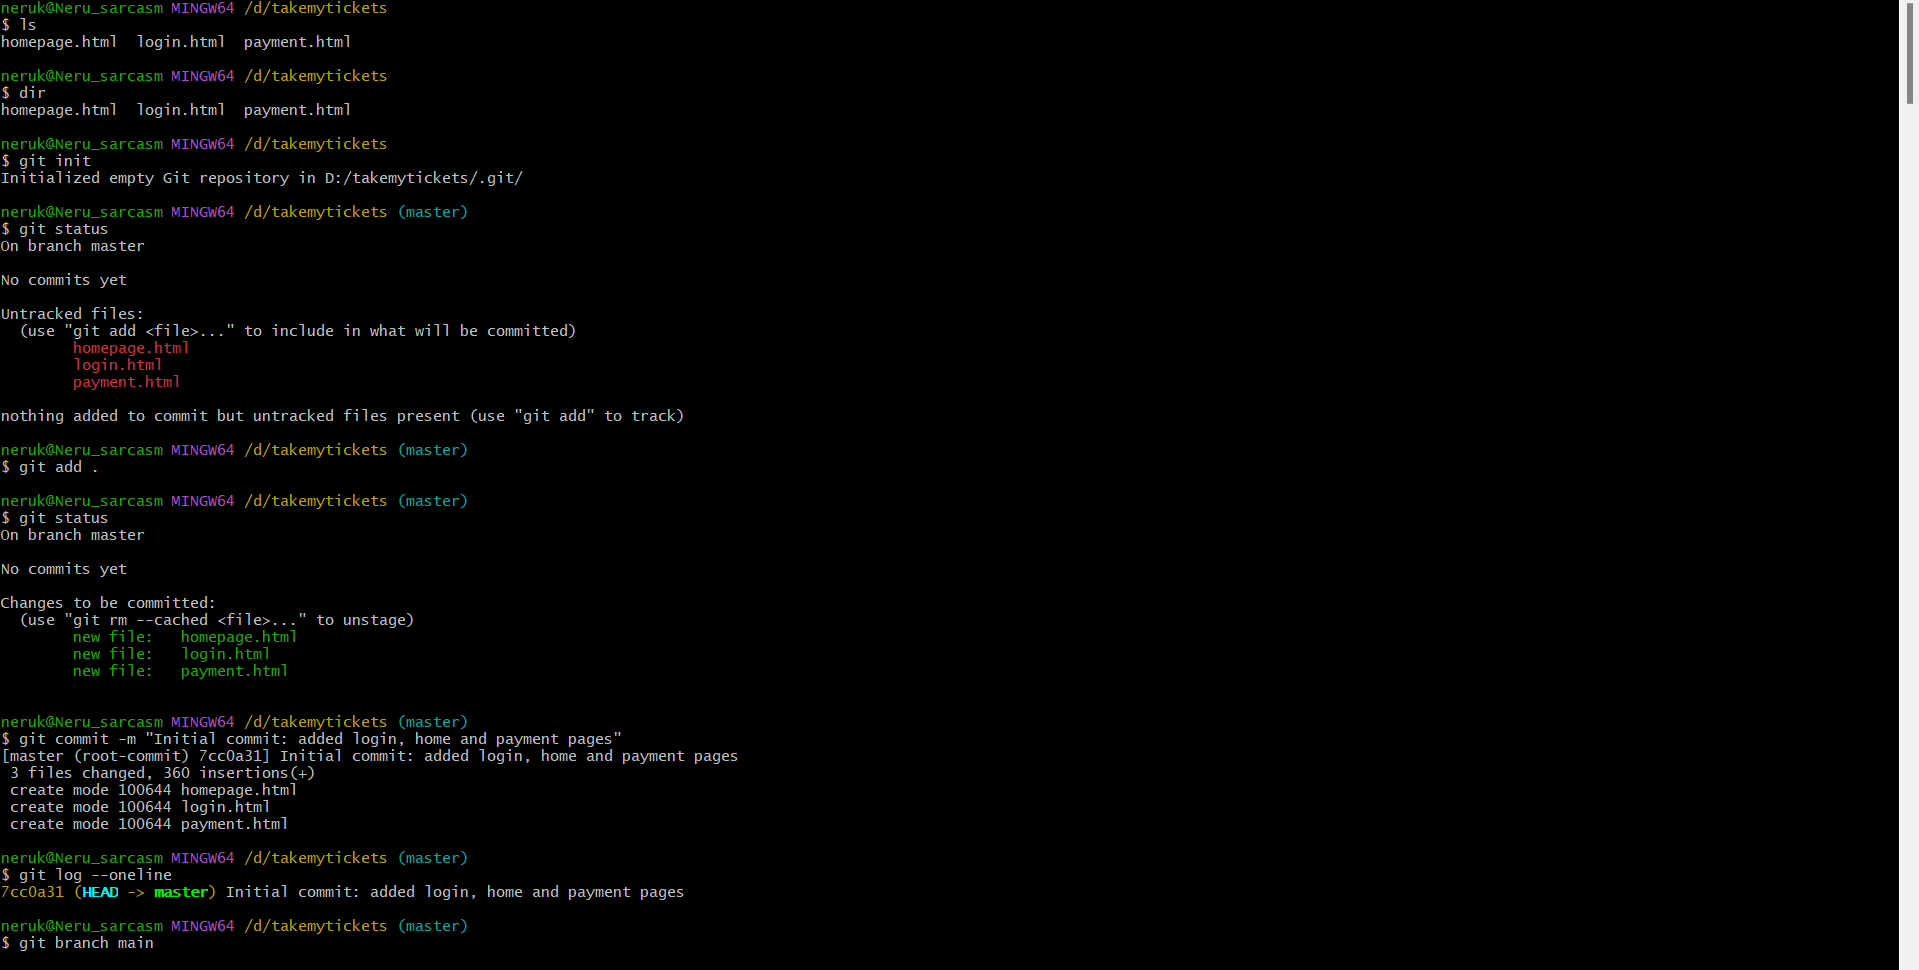 neruk@Neru_sarcasm MINGW64 /d/takemytickets
$ ls
homepage.html  login.html  payment.html
neruk@Neru_sarcasm MINGW64 /d/takemytickets
$ dir
homepage.html  login.html  payment.html
neruk@Neru_sarcasm MINGW64 /d/takemytickets
$ git init
Initialized empty Git repository in D:/takemytickets/.git/
neruk@Neru_sarcasm MINGW64 /d/takemytickets (master)
$ git status
On branch master
No commits yet
Untracked files:
  (use "git add <file>..." to include in what will be committed)
        homepage.html
        login.html
        payment.html
nothing added to commit but untracked files present (use "git add" to track)
neruk@Neru_sarcasm MINGW64 /d/takemytickets (master)
$ git add .
neruk@Neru_sarcasm MINGW64 /d/takemytickets (master)
$ git status
On branch master
No commits yet
Changes to be committed:
  (use "git rm --cached <file>..." to unstage)
        new file:   homepage.html
        new file:   login.html
        new file:   payment.html
neruk@Neru_sarcasm MINGW64 /d/takemytickets (master)
$ git commit -m "Initial commit: added login, home and payment pages"
[master (root-commit) 7cc0a31] Initial commit: added login, home and payment pages
 3 files changed, 360 insertions(+)
 create mode 100644 homepage.html
 create mode 100644 login.html
 create mode 100644 payment.html
neruk@Neru_sarcasm MINGW64 /d/takemytickets (master)
$ git log --oneline
7cc0a31 (HEAD -> master) Initial commit: added login, home and payment pages
neruk@Neru_sarcasm MINGW64 /d/takemytickets (master)
$ git branch main